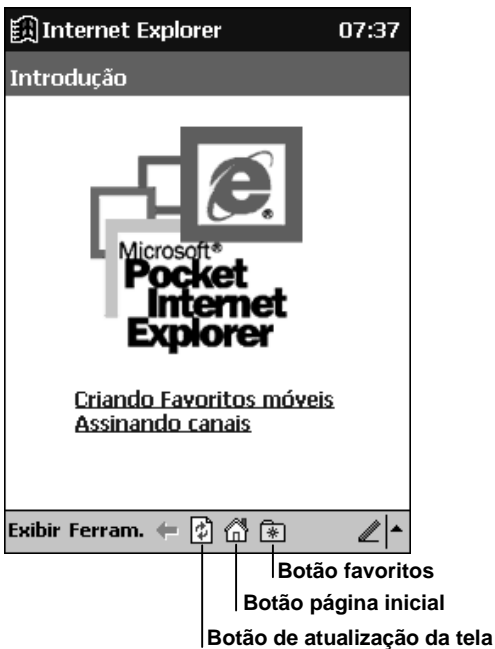 Internet Explorer 07:37
Introdução
Microsoft®
Pocket
Internet
Explorer
Criando Favoritos móveis
Assinando canais
Exibir Ferram.
Botão favoritos
Botão página inicial
Botão de atualização da tela